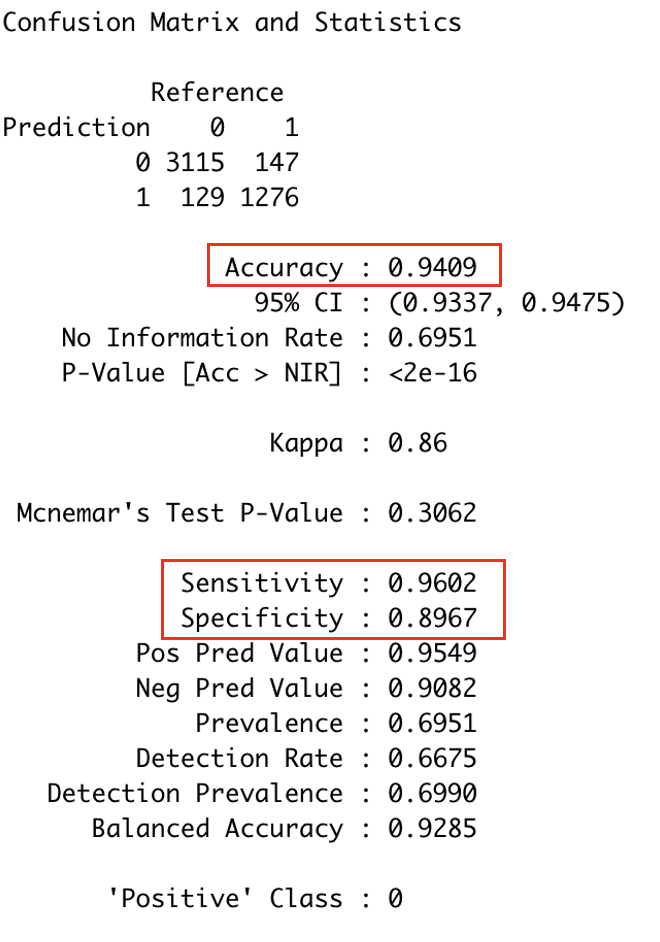 Confusion Matrix and Statistics
Reference
Prediction 0 1
0 3115 147
1 129 1276
Accuracy : 0.9409
95% CI : (0.9337, 0.9475)
No Information Rate : 0.6951
P-Value [Acc > NIR] : <2e-16
Kappa : 0.86
Mcnemar's Test P-Value : 0.3062
Sensitivity : 0.9602
Specificity : 0.8967
Pos Pred Value : 0.9549
Neg Pred Value : 0.9082
Prevalence : 0.6951
Detection Rate : 0.6675
Detection Prevalence : 0.6990
Balanced Accuracy : 0.9285
'Positive' Class : 0